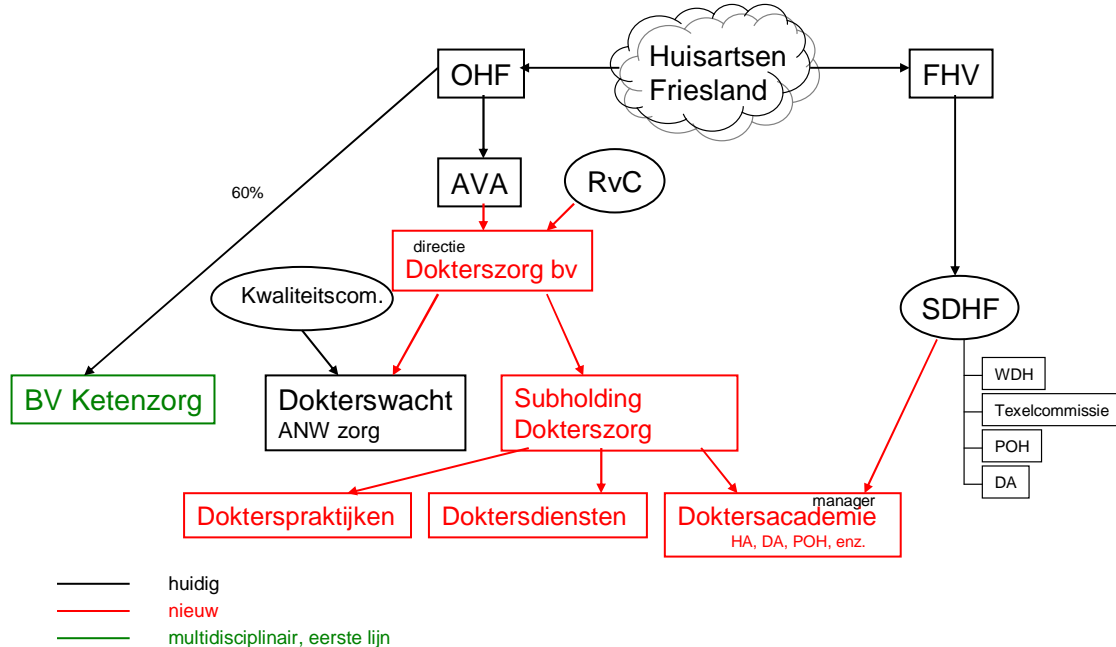 OHF
Huisartsen
Friesland
FHV
AVA
RvC
60%
directie
Dokterszorg bv
Kwaliteitscom.
SDHF
BV Ketenzorg
Dokterswacht
ANW zorg
Subholding
Dokterszorg
WDH
Texelcommissie
POH
DA
Dokterspraktijken
Doktersdiensten
manager
Doktersacademie
HA, DA, POH, enz.
huidig
nieuw
multidisciplinair, eerste lijn